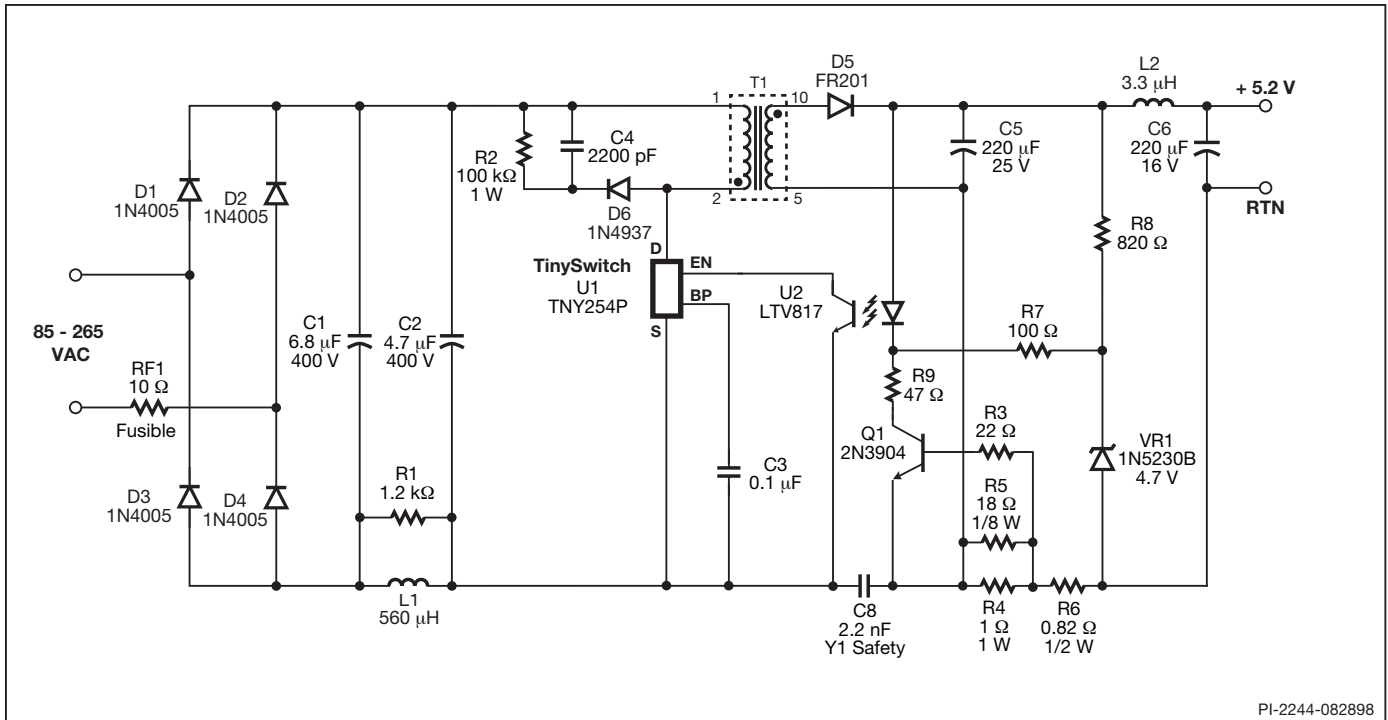 D5
FR201
L2
3.3 μH
+ 5.2 V
T1
1
10
2
5
C4
2200 pF
R2
100 kΩ
1 W
D6
1N4937
C5
220 μF
25 V
C6
220 μF
16 V
RTN
D1
1N4005
D2
1N4005
R8
820 Ω
TinySwitch
U1
TNY254P
D
EN
BP
S
U2
LTV817
R7
100 Ω
85 - 265
VAC
C1
6.8 μF
400 V
C2
4.7 μF
400 V
RF1
10 Ω
Fusible
R9
47 Ω
Q1
2N3904
R3
22 Ω
VR1
1N5230B
4.7 V
C3
0.1 μF
R5
18 Ω
1/8 W
D3
1N4005
D4
1N4005
R1
1.2 kΩ
L1
560 μH
C8
2.2 nF
Y1 Safety
R4
1 Ω
1 W
R6
0.82 Ω
1/2 W
PI-2244-082898